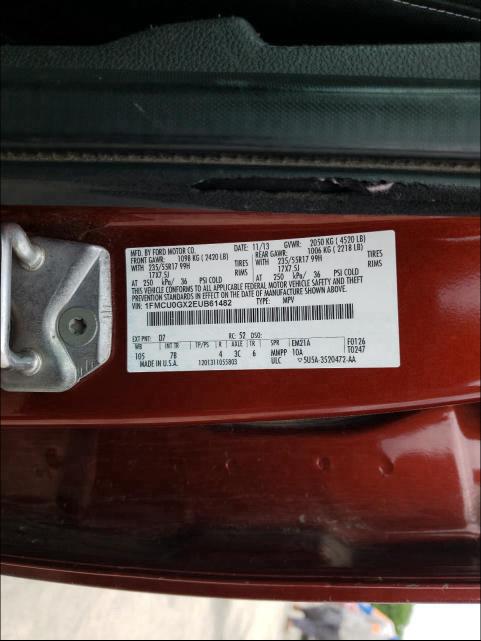 MFD. BY FORD MOTOR CO. DATE: 11/13 GVWR: 2050 KG ( 4520 LB)
FRONT GAWR: 1098 KG ( 2420 LB) REAR GAWR: 1006 KG ( 2218 LB)
WITH 235/55R17 99H TIRES WITH 235/55R17 99H TIRES
17X7.5J RIMS 17X7.5J RIMS
AT 250 kPa/ 36 PSI COLD AT 250 kPa/ 36 PSI COLD
THIS VEHICLE CONFORMS TO ALL APPLICABLE FEDERAL MOTOR VEHICLE SAFETY AND THEFT
PREVENTION STANDARDS IN EFFECT ON THE DATE OF MANUFACTURE SHOWN ABOVE.
VIN: 1FMCU0GX2EUB61482 TYPE: MPV
EXT PNT: D7 RC: 52 DSO:
WB INT TR TP/PS R AXLE TR SPR EM21A F0126
105 7B 4 3C 6 MMPP 10A T0247
MADE IN U.S.A. 1201311055803 ULC 5U5A-3520472-AA